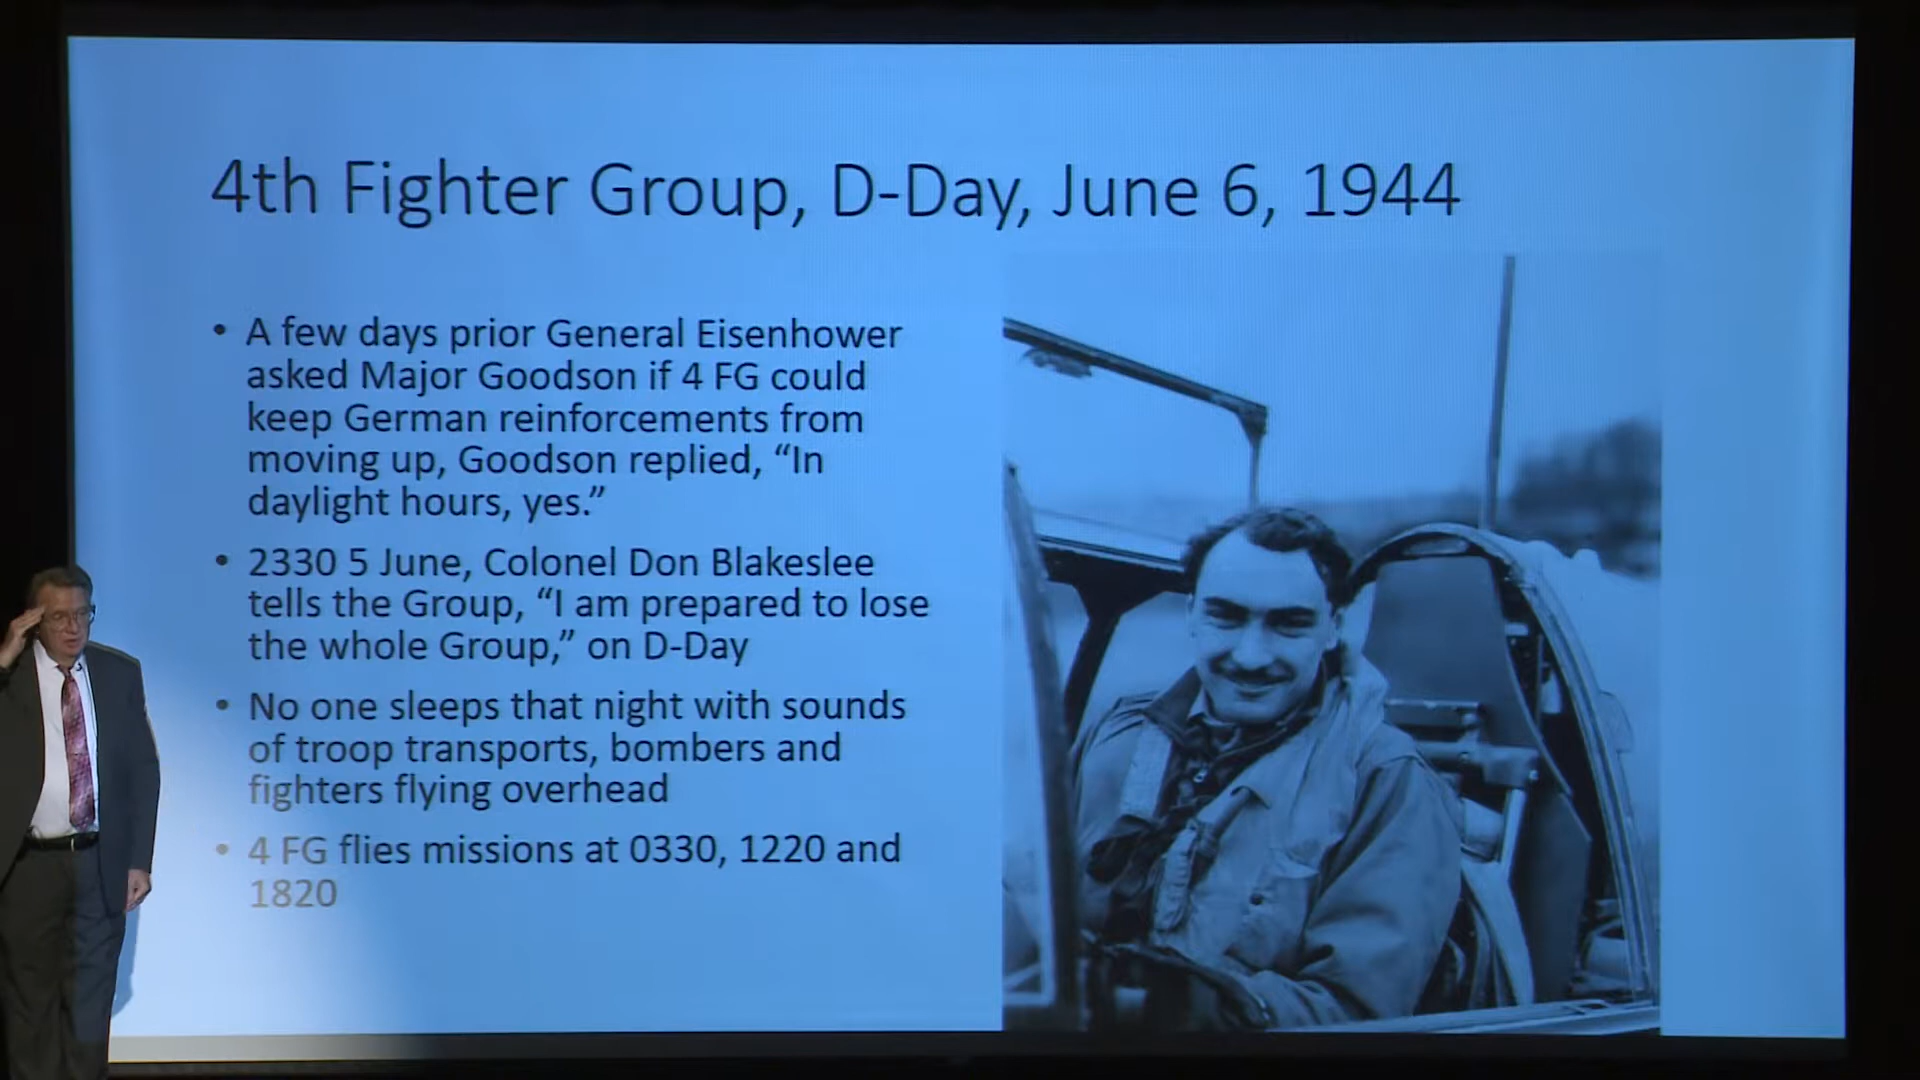 4th Fighter Group, D-Day, June 6, 1944
• A few days prior General Eisenhower
asked Major Goodson if 4 FG could
keep German reinforcements from
moving up, Goodson replied, “In
daylight hours, yes.”
• 2330 5 June, Colonel Don Blakeslee
tells the Group, “I am prepared to lose
the whole Group,” on D-Day
• No one sleeps that night with sounds
of troop transports, bombers and
fighters flying overhead
• 4 FG flies missions at 0330, 1220 and
1820